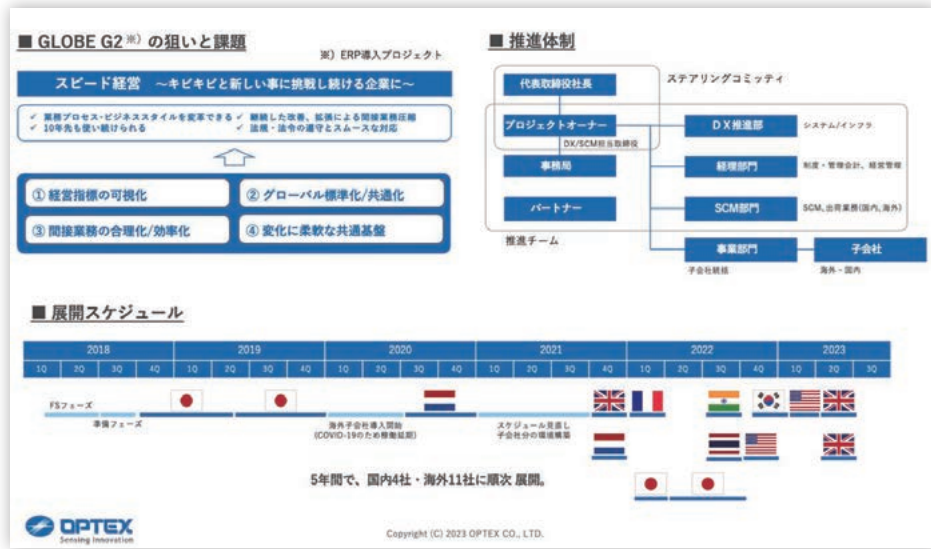 ■ GLOBE G2※) の狙いと課題
※）ERP導入プロジェクト
スピード経営 ～キビキビと新しい事に挑戦し続ける企業に～
✓ 業務プロセス・ビジネススタイルを変革できる ✓ 継続した改善、拡張による間接業務圧縮
✓ 10年先も使い続けられる ✓ 法規・法令の遵守とスムースな対応
① 経営指標の可視化
② グローバル標準化/共通化
③ 間接業務の合理化/効率化
④ 変化に柔軟な共通基盤
■ 推進体制
代表取締役社長
ステアリングコミッティ
プロジェクトオーナー
DX/SCM担当取締役
事務局
パートナー
推進チーム
DX推進部
システム/インフラ
経理部門
制度・管理会計、経営管理
SCM部門
SCM、出荷業務(国内、海外)
事業部門
子会社統括
子会社
海外・国内
■ 展開スケジュール
2018 2019 2020 2021 2022 2023
1Q 2Q 3Q 4Q 1Q 2Q 3Q 4Q 1Q 2Q 3Q 4Q 1Q 2Q 3Q 4Q 1Q 2Q 3Q 4Q 1Q 2Q 3Q
FSフェーズ
準備フェーズ
海外子会社導入開始
(COVID-19のため稼働延期)
スケジュール見直し
子会社分の環境構築
5年間で、国内4社・海外11社に順次 展開。
OPTEX
Sensing Innovation
Copyright (C) 2023 OPTEX CO., LTD.